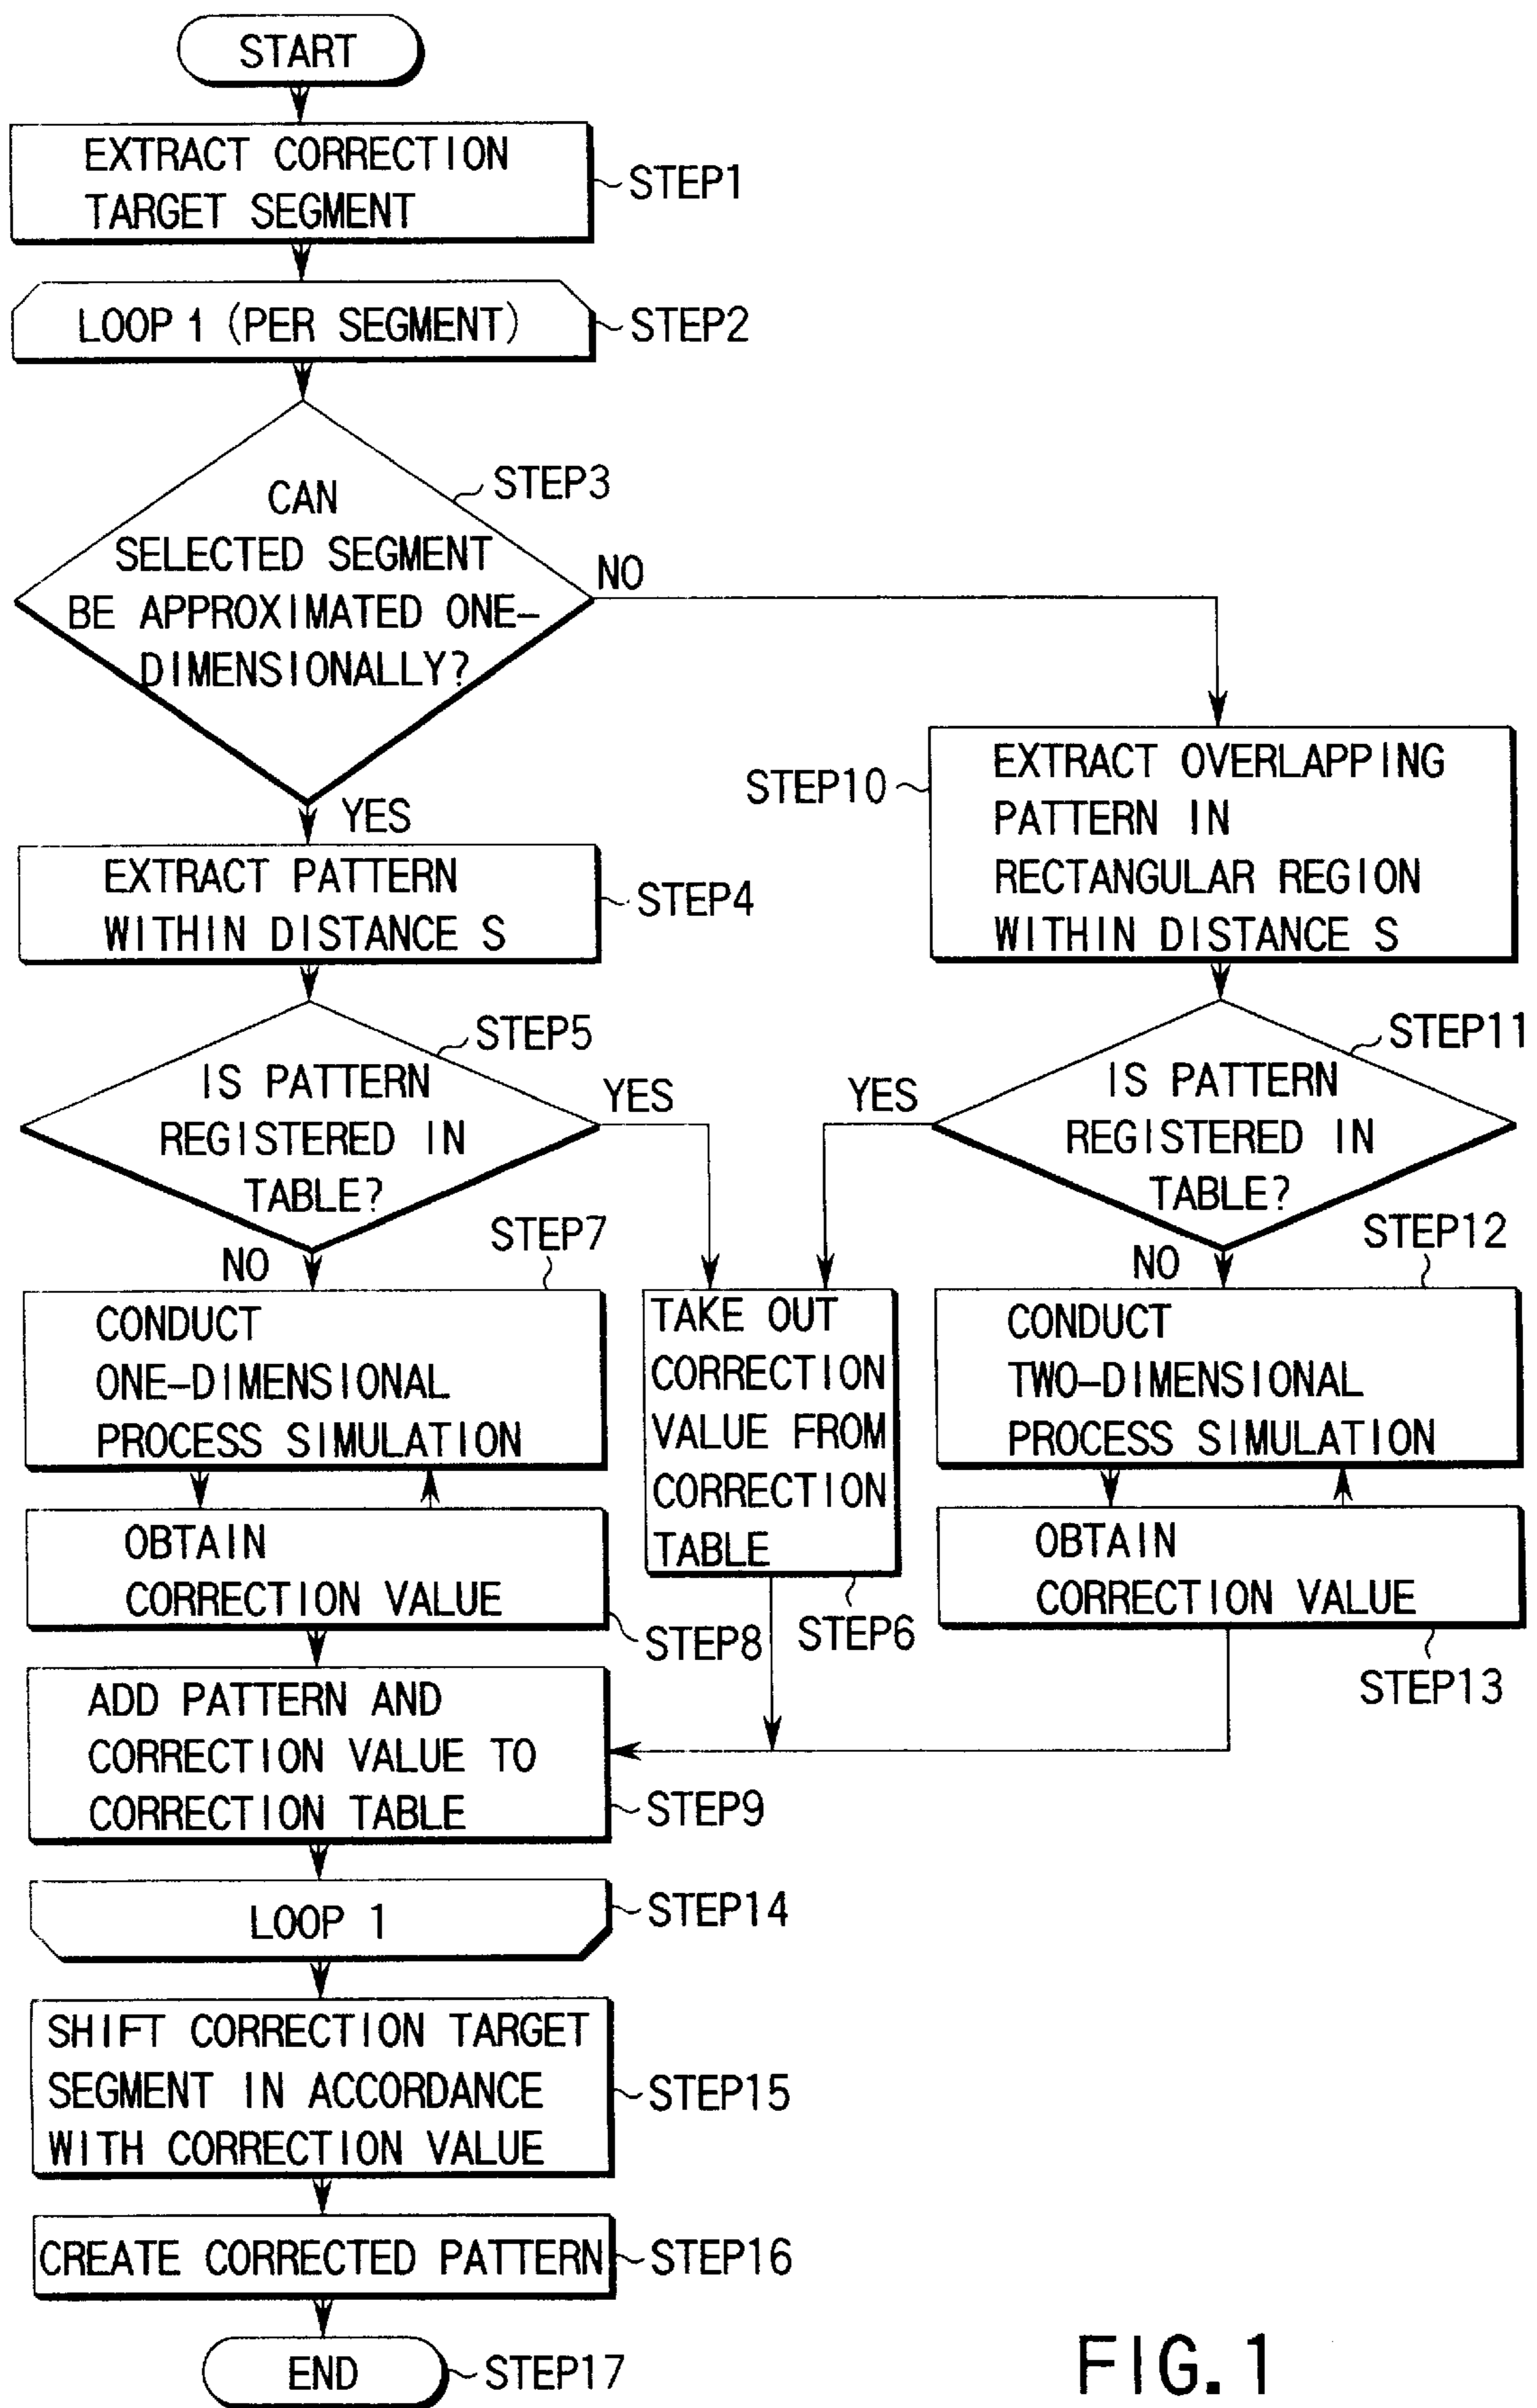 START
EXTRACT CORRECTION
TARGET SEGMENT
STEP1
LOOP 1 (PER SEGMENT)
STEP2
CAN
SELECTED SEGMENT
BE APPROXIMATED ONE-
DIMENSIONALLY?
STEP3
NO
YES
EXTRACT PATTERN
WITHIN DISTANCE S
STEP4
STEP10
EXTRACT OVERLAPPING
PATTERN IN
RECTANGULAR REGION
WITHIN DISTANCE S
STEP5
IS PATTERN
REGISTERED IN
TABLE?
YES
NO
STEP11
IS PATTERN
REGISTERED IN
TABLE?
YES
NO
STEP7
CONDUCT
ONE-DIMENSIONAL
PROCESS SIMULATION
TAKE OUT
CORRECTION
VALUE FROM
CORRECTION
TABLE
STEP6
STEP12
CONDUCT
TWO-DIMENSIONAL
PROCESS SIMULATION
OBTAIN
CORRECTION VALUE
STEP8
OBTAIN
CORRECTION VALUE
STEP13
ADD PATTERN AND
CORRECTION VALUE TO
CORRECTION TABLE
STEP9
LOOP 1
STEP14
SHIFT CORRECTION TARGET
SEGMENT IN ACCORDANCE
WITH CORRECTION VALUE
STEP15
CREATE CORRECTED PATTERN
STEP16
END
STEP17
FIG.1